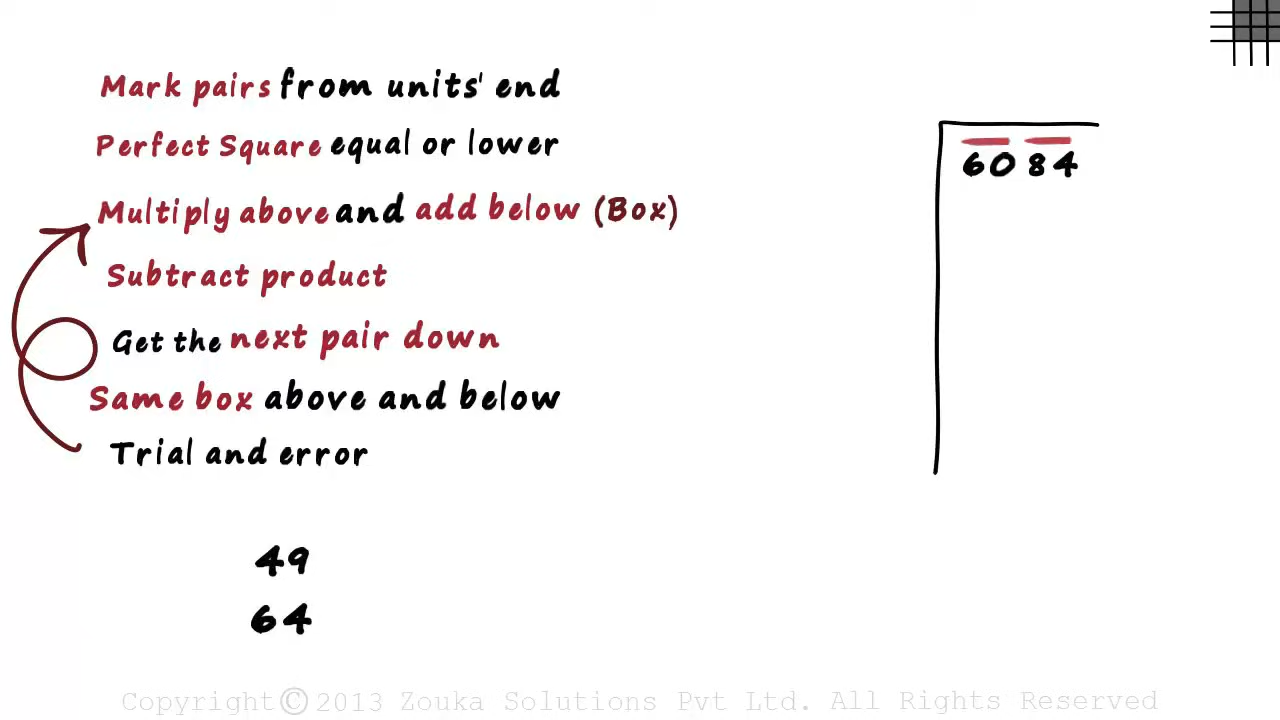 Mark pairs from units' end
Perfect Square equal or lower
Multiply above and add below (Box)
Subtract product
Get the next pair down
Same box above and below
Trial and error
60 84
49
64
Copyright© 2013 Zouka Solutions Pvt Ltd. All Rights Reserved